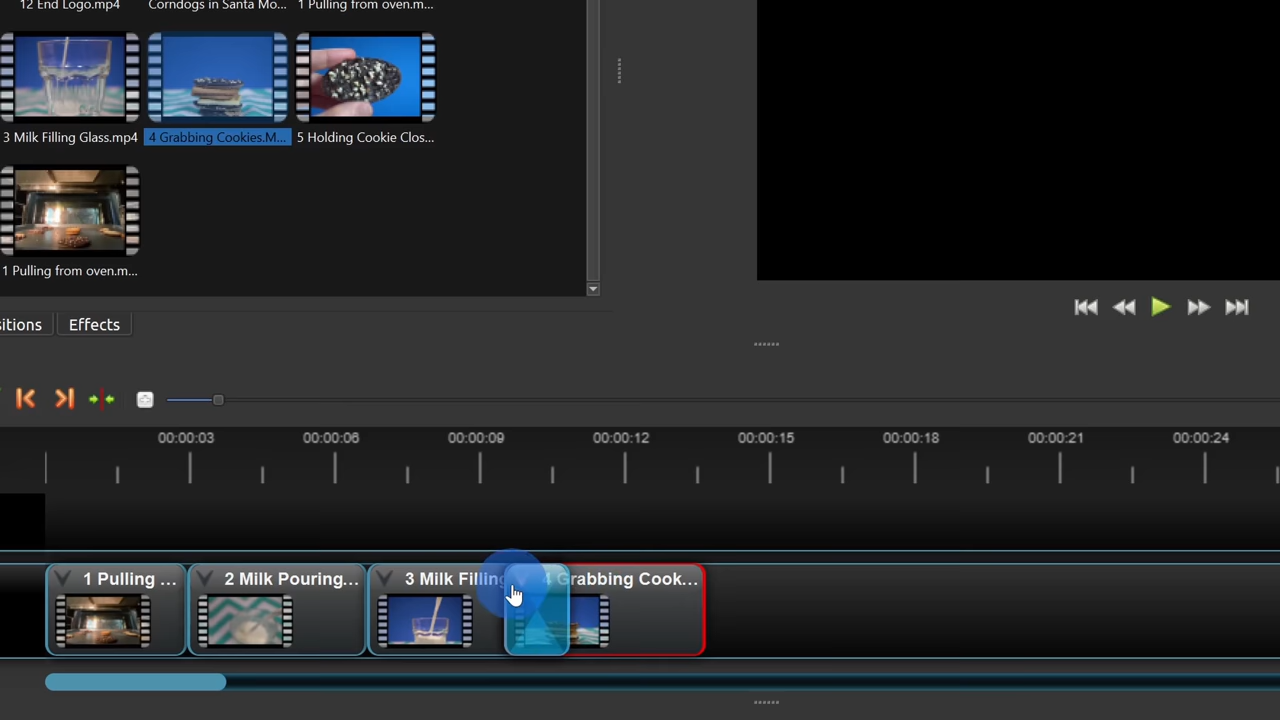 12 End Logo.mp4 Corndogs in Santa Mo... 1 Pulling from oven.m...
3 Milk Filling Glass.mp4 4 Grabbing Cookies.M... 5 Holding Cookie Clos...
1 Pulling from oven.m...
sitions Effects
00:00:03 00:00:06 00:00:09 00:00:12 00:00:15 00:00:18 00:00:21 00:00:24
1 Pulling ... 2 Milk Pouring... 3 Milk Filling 4 Grabbing Cook...